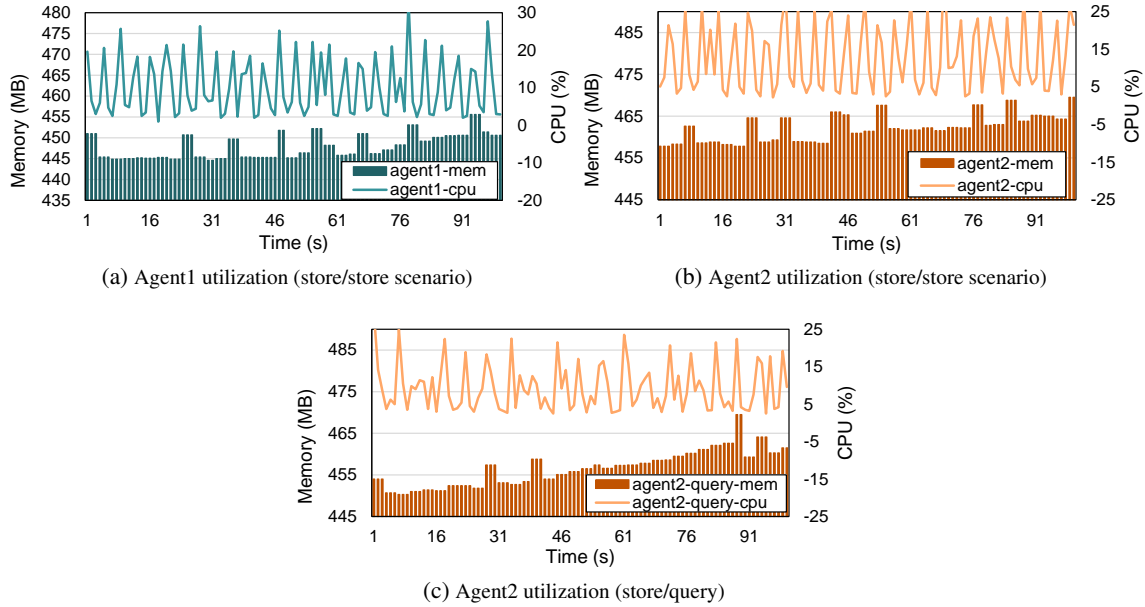 480
475
470
465
460
455
450
445
440
435
Memory (MB)
30
20
10
0
-10
-20
CPU (%)
agent1-mem
agent1-cpu
1 16 31 46 61 76 91
Time (s)
(a) Agent1 utilization (store/store scenario)
485
475
465
455
445
Memory (MB)
25
15
5
-5
-15
-25
CPU (%)
agent2-mem
agent2-cpu
1 16 31 46 61 76 91
Time (s)
(b) Agent2 utilization (store/store scenario)
485
475
465
455
445
Memory (MB)
25
15
5
-5
-15
-25
CPU (%)
agent2-query-mem
agent2-query-cpu
1 16 31 46 61 76 91
Time (s)
(c) Agent2 utilization (store/query)